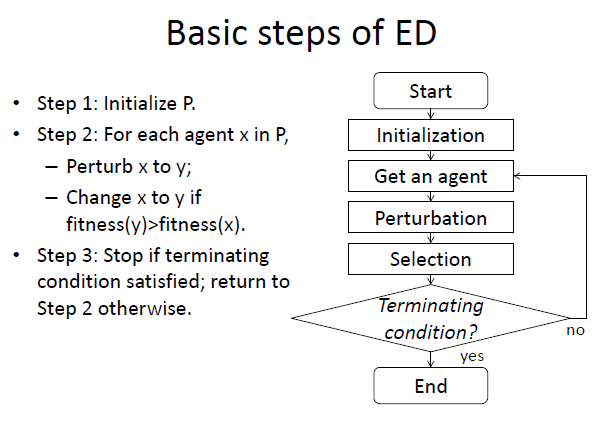 Basic steps of ED
• Step 1: Initialize P.
• Step 2: For each agent x in P,
– Perturb x to y;
– Change x to y if
fitness(y)>fitness(x).
• Step 3: Stop if terminating
condition satisfied; return to
Step 2 otherwise.
Start
Initialization
Get an agent
Perturbation
Selection
Terminating
condition?
no
yes
End